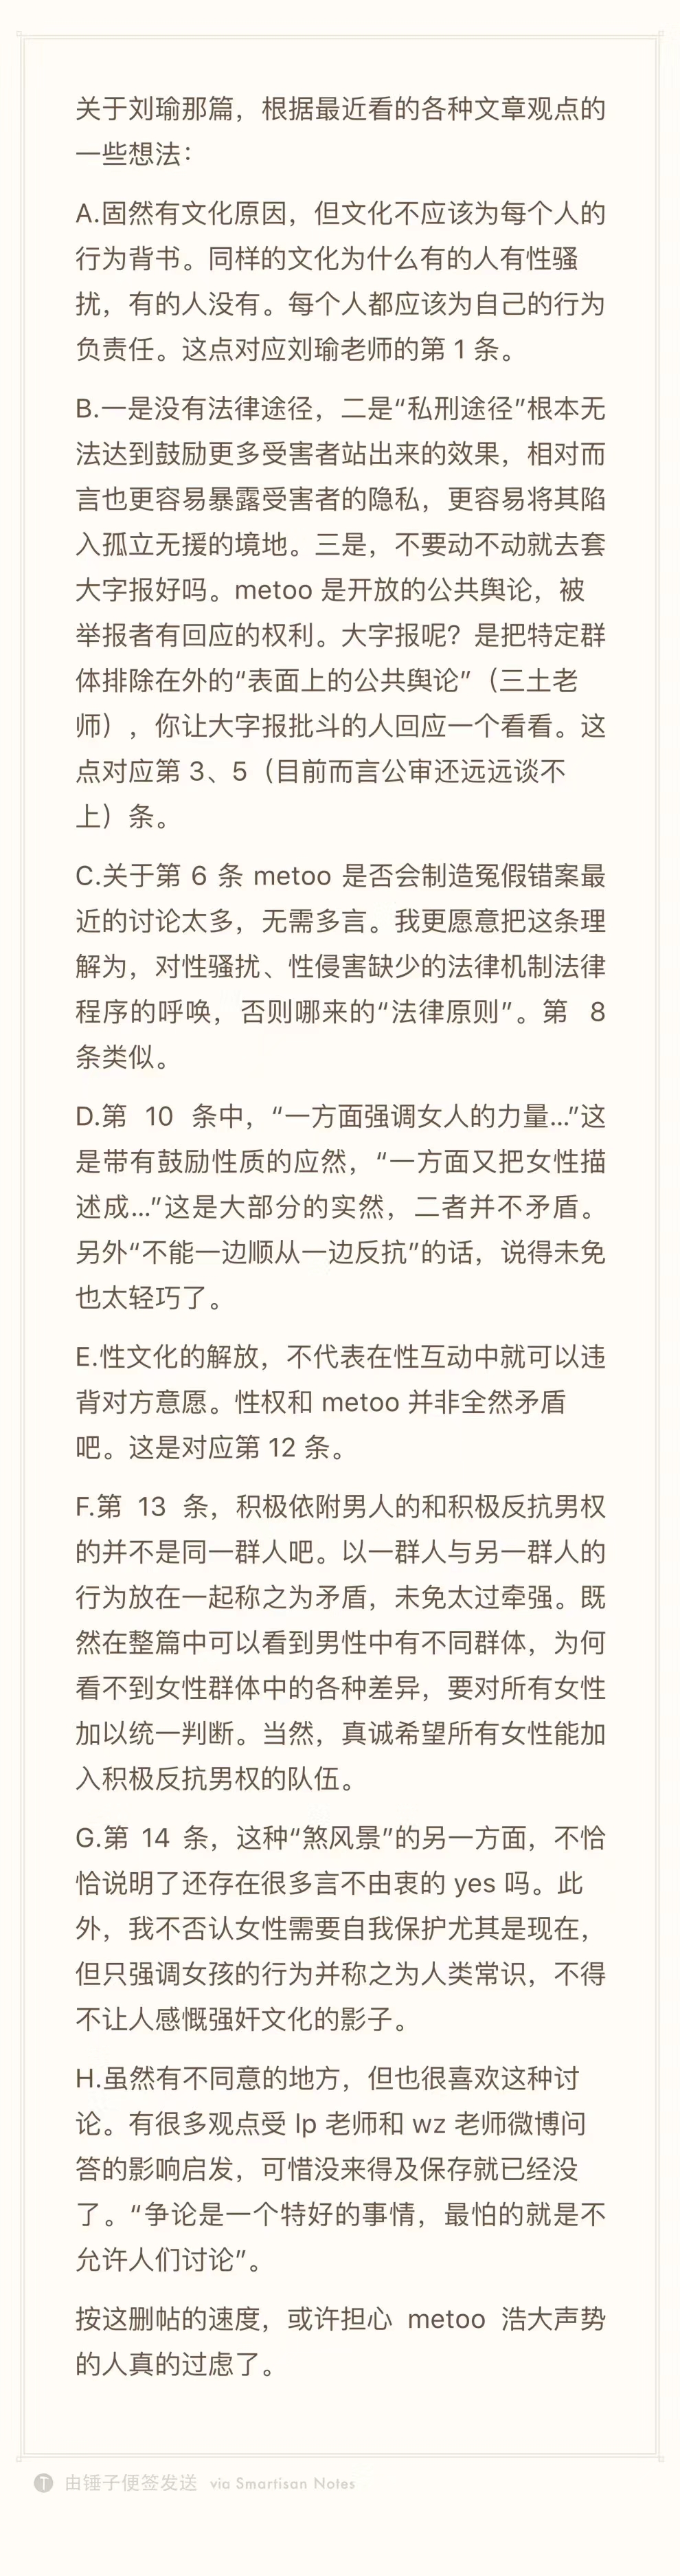 关于刘瑜那篇，根据最近看的各种文章观点的
一些想法：
A.固然有文化原因，但文化不应该为每个人的
行为背书。同样的文化为什么有的人有性骚
扰，有的人没有。每个人都应该为自己的行为
负责任。这点对应刘瑜老师的第 1 条。
B.一是没有法律途径，二是“私刑途径”根本无
法达到鼓励更多受害者站出来的效果，相对而
言也更容易暴露受害者的隐私，更容易将其陷
入孤立无援的境地。三是，不要动不动就去套
大字报好吗。metoo 是开放的公共舆论，被
举报者有回应的权利。大字报呢？是把特定群
体排除在外的“表面上的公共舆论”（三土老
师），你让大字报批斗的人回应一个看看。这
点对应第 3、5（目前而言公审还远远谈不
上）条。
C.关于第 6 条 metoo 是否会制造冤假错案最
近的讨论太多，无需多言。我更愿意把这条理
解为，对性骚扰、性侵害缺少的法律机制法律
程序的呼唤，否则哪来的“法律原则”。第 8
条类似。
D.第 10 条中，“一方面强调女人的力量...”这
是带有鼓励性质的应然，“一方面又把女性描
述成...”这是大部分的实然，二者并不矛盾。
另外“不能一边顺从一边反抗”的话，说得未免
也太轻巧了。
E.性文化的解放，不代表在性互动中就可以违
背对方意愿。性权和 metoo 并非全然矛盾
吧。这是对应第 12 条。
F.第 13 条，积极依附男人的和积极反抗男权
的并不是同一群人吧。以一群人与另一群人的
行为放在一起称之为矛盾，未免太过牵强。既
然在整篇中可以看到男性中有不同群体，为何
看不到女性群体中的各种差异，要对所有女性
加以统一判断。当然，真诚希望所有女性能加
入积极反抗男权的队伍。
G.第 14 条，这种“煞风景”的另一方面，不恰
恰说明了还存在很多言不由衷的 yes 吗。此
外，我不否认女性需要自我保护尤其是现在，
但只强调女孩的行为并称之为人类常识，不得
不让人感慨强奸文化的影子。
H.虽然有不同意的地方，但也很喜欢这种讨
论。有很多观点受 lp 老师和 wz 老师微博问
答的影响启发，可惜没来得及保存就已经没
了。“争论是一个特好的事情，最怕的就是不
允许人们讨论”。
按这删帖的速度，或许担心 metoo 浩大声势
的人真的过虑了。
由锤子便签发送 via Smartisan Notes